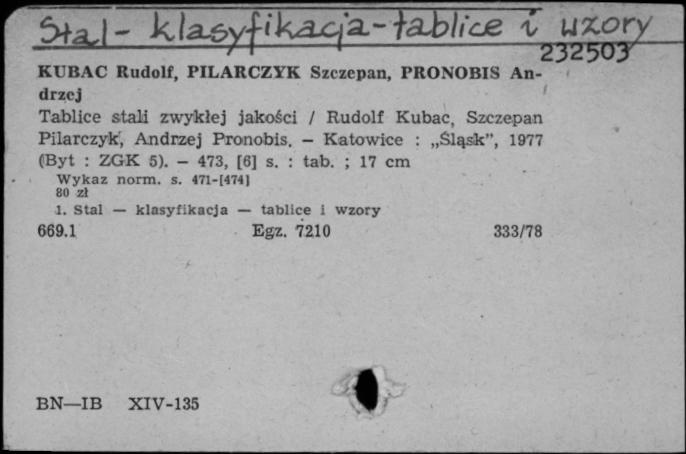 Stal - klasyfikacja - tablice i wzory
232503
KUBAC Rudolf, PILARCZYK Szczepan, PRONOBIS An-
drzej
Tablice stali zwykłej jakości / Rudolf Kubac, Szczepan
Pilarczyk, Andrzej Pronobis. — Katowice : „Śląsk”, 1977
(Byt : ZGK 5). — 473, [6] s. : tab. ; 17 cm
Wykaz norm. s. 471-[474]
80 zł
1. Stal — klasyfikacja — tablice i wzory
669.1 Egz. 7210 333/78
BN—IB XIV-135